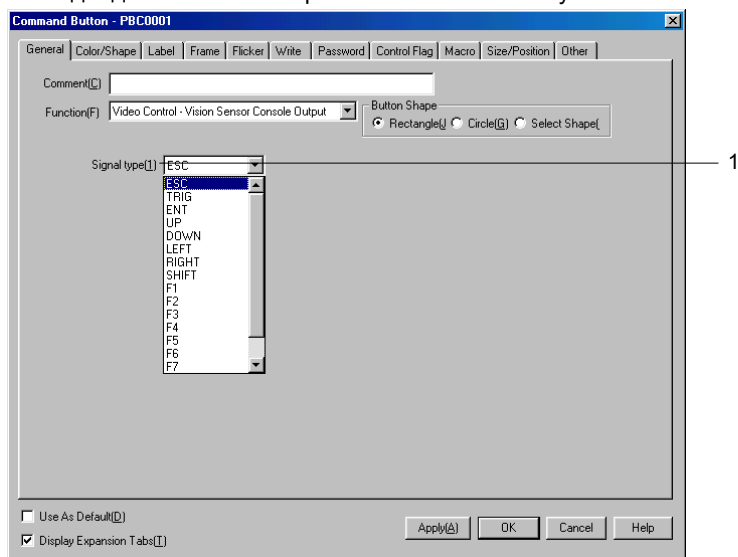 Command Button - PBC0001
General Color/Shape Label Frame Flicker Write Password Control Flag Macro Size/Position Other
Comment(C)
Function(F) Video Control - Vision Sensor Console Output
Button Shape
Rectangle(J Circle(G) Select Shape(
Signal type(1) ESC 1
ESC
TRIG
ENT
UP
DOWN
LEFT
RIGHT
SHIFT
F1
F2
F3
F4
F5
F6
F7
Use As Default(D)
Display Expansion Tabs(T)
Apply(A) OK Cancel Help